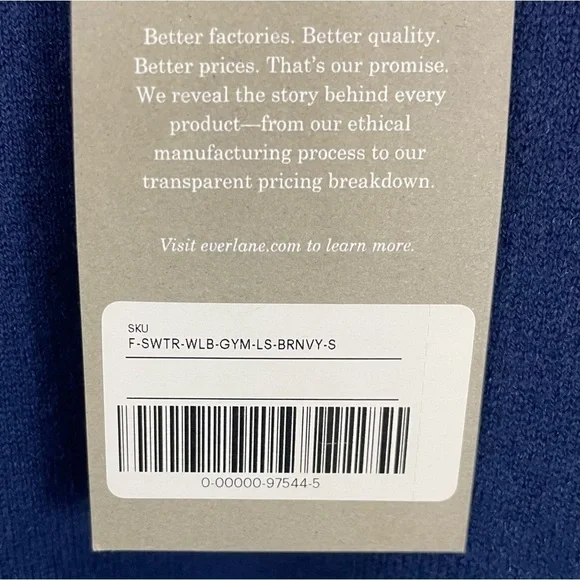 Better factories. Better quality.
Better prices. That's our promise.
We reveal the story behind every
product—from our ethical
manufacturing process to our
transparent pricing breakdown.
Visit everlane.com to learn more.
SKU
F-SWTR-WLB-GYM-LS-BRNVY-S
0-00000-97544-5